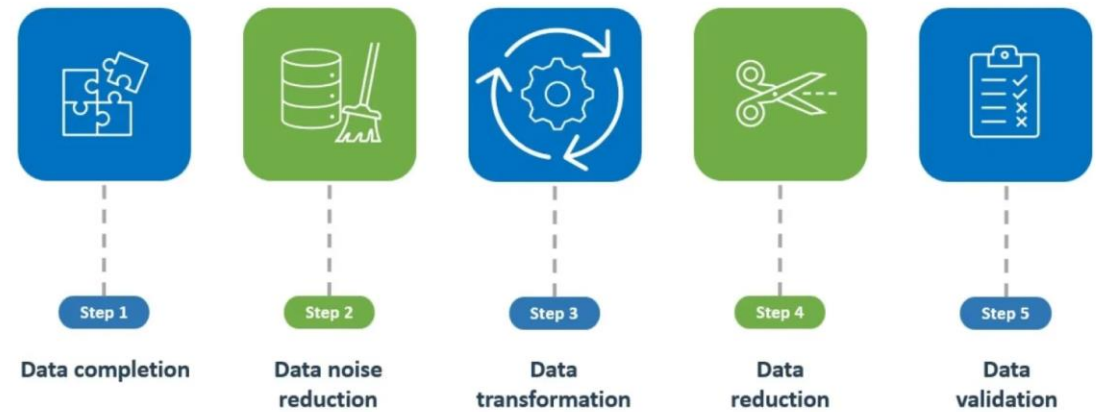 Step 1
Data completion
Step 2
Data noise
reduction
Step 3
Data
transformation
Step 4
Data
reduction
Step 5
Data
validation